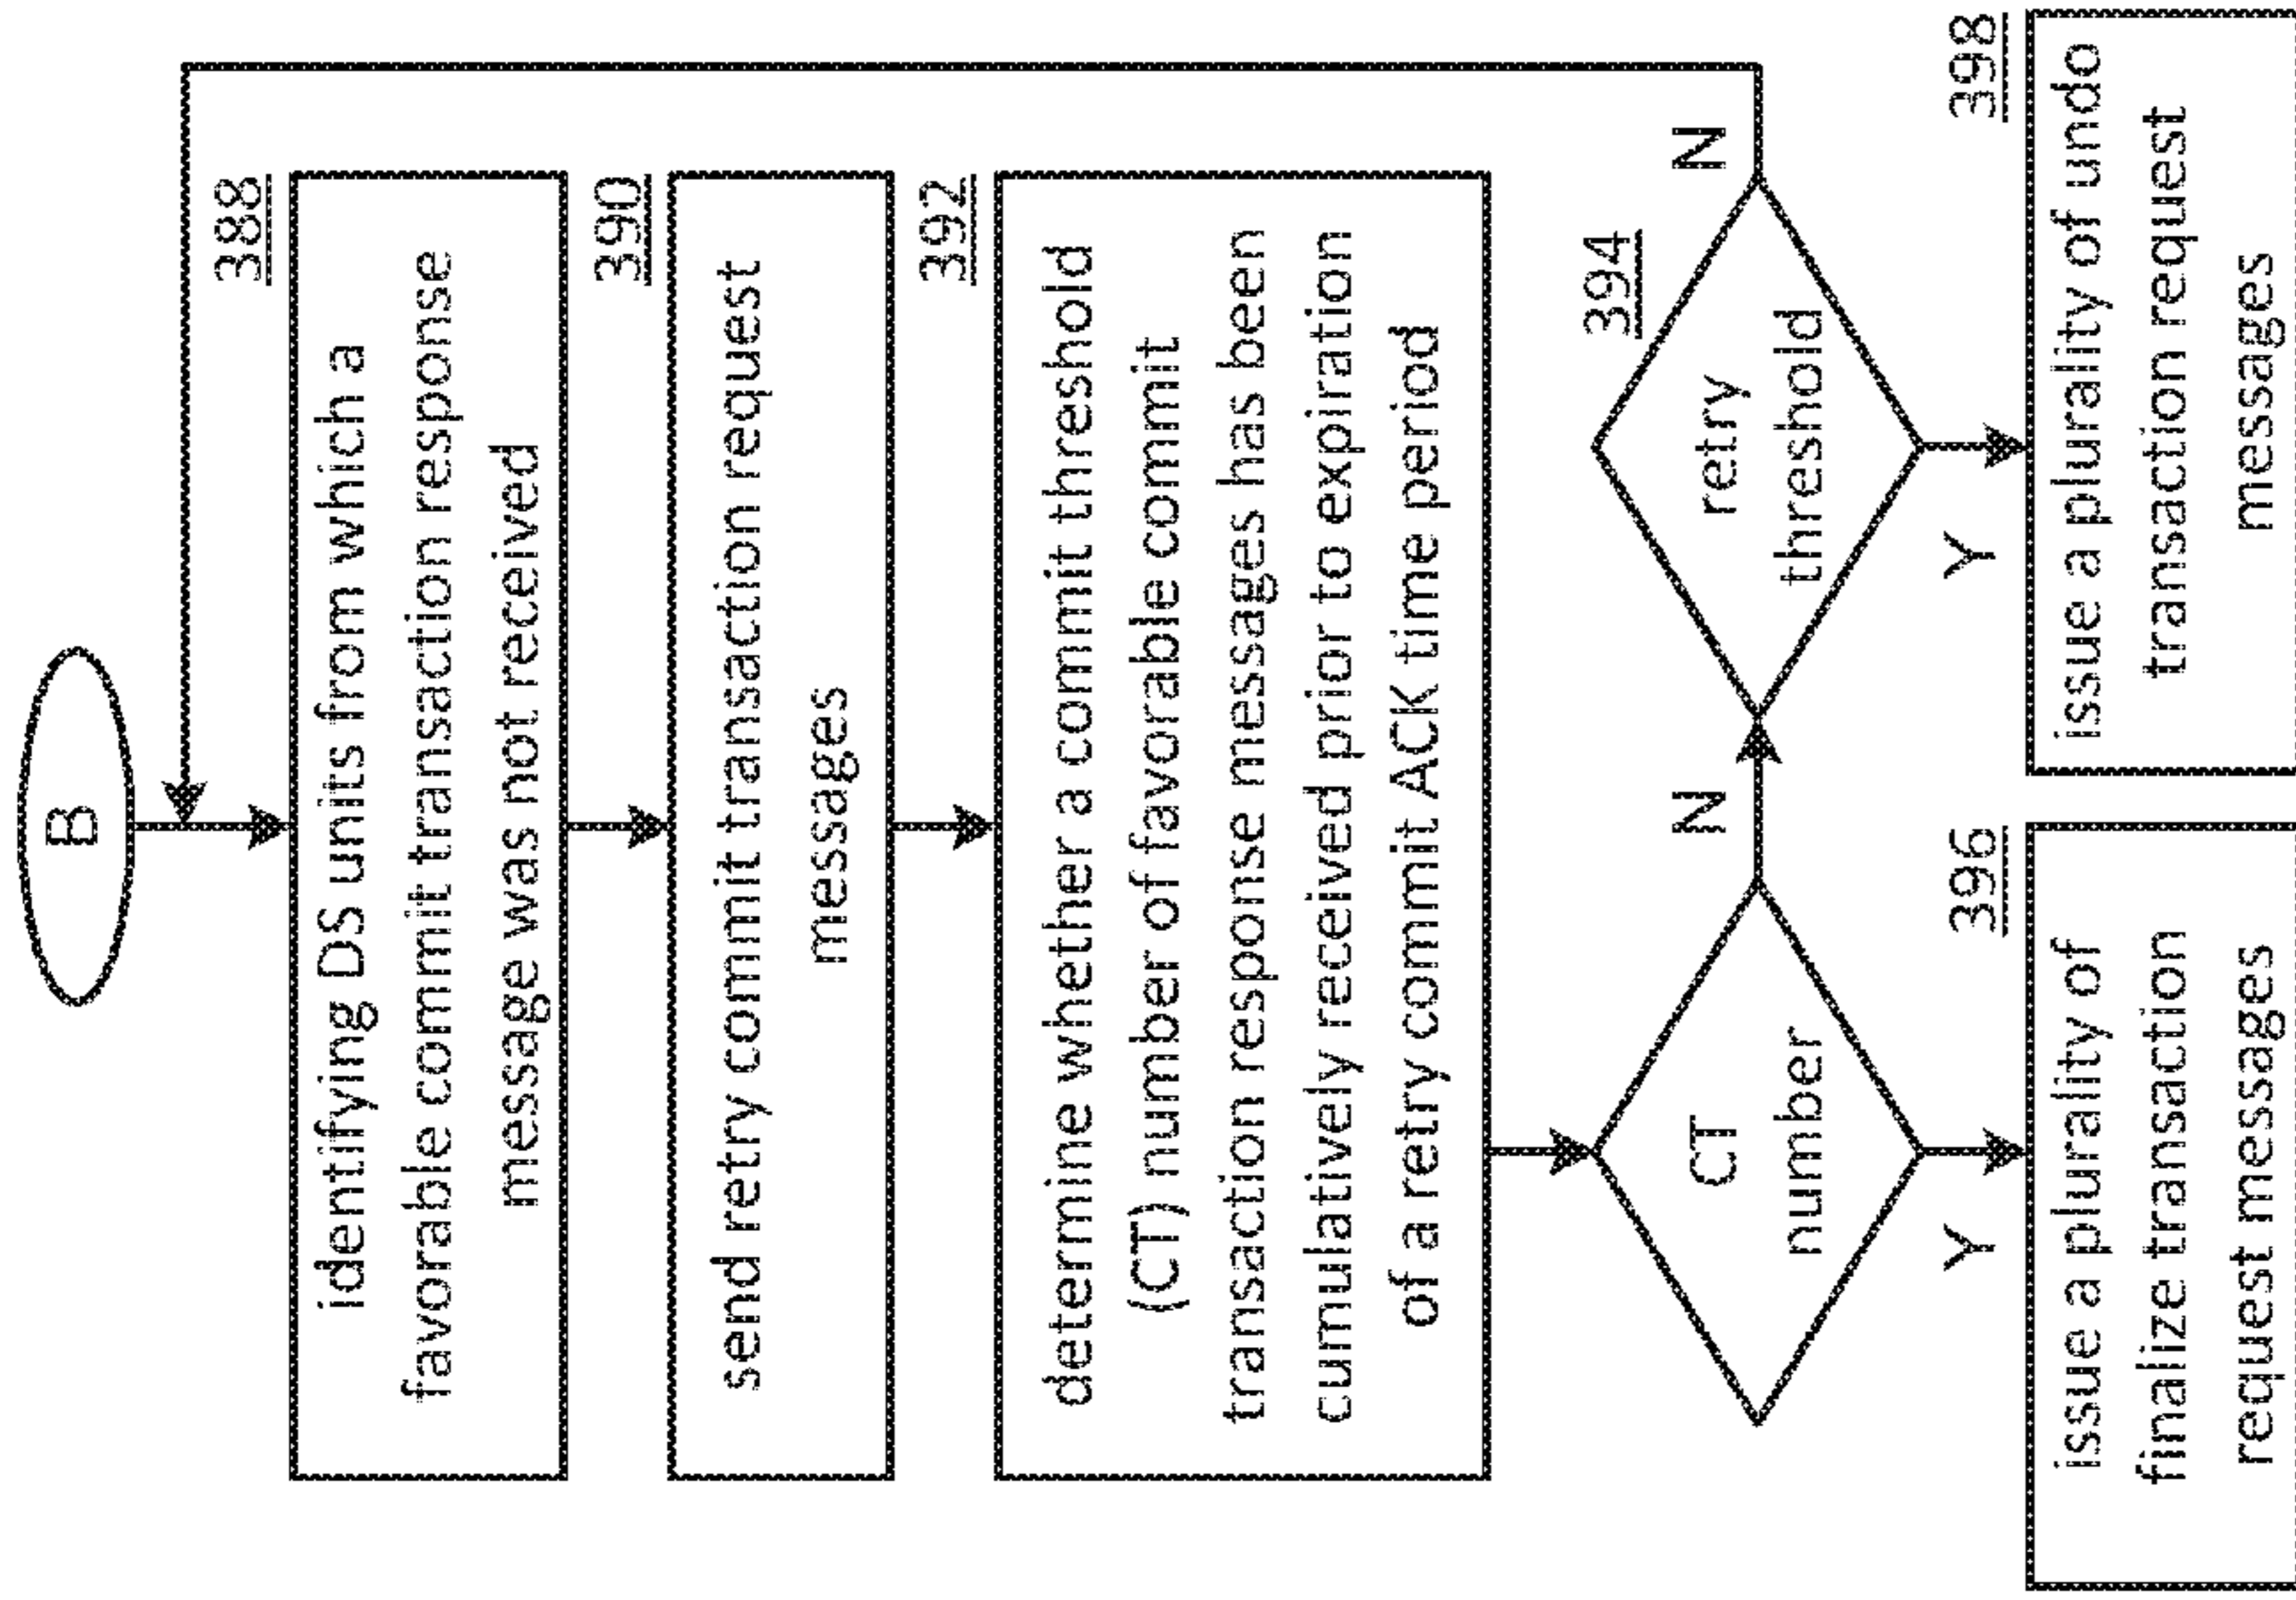 B
388
identifying DS units from which a
favorable commit transaction response
message was not received
390
send retry commit transaction request
messages
392
determine whether a commit threshold
(CT) number of favorable commit
transaction response messages has been
cumulatively received prior to expiration
of a retry commit ACK time period
CT
number
N
Y
394
retry
threshold
N
Y
396
issue a plurality of
finalize transaction
request messages
398
issue a plurality of undo
transaction request
messages